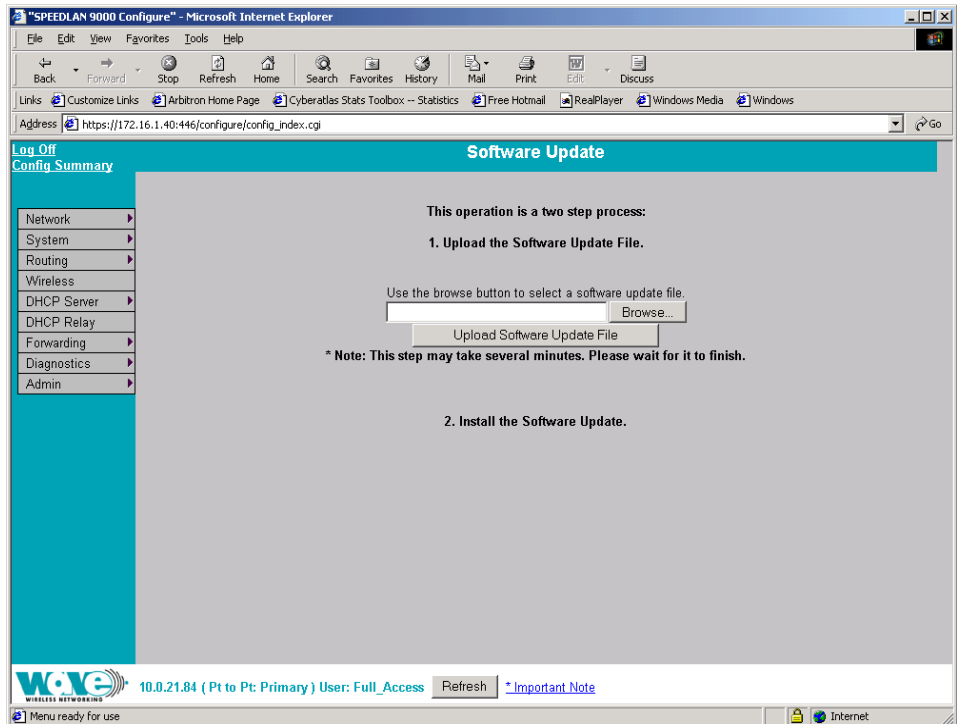 "SPEEDLAN 9000 Configure" - Microsoft Internet Explorer
File Edit View Favorites Tools Help
Back Forward Stop Refresh Home Search Favorites History Mail Print Edit Discuss
Links Customize Links Arbitron Home Page Cyberatlas Stats Toolbox -- Statistics Free Hotmail RealPlayer Windows Media Windows
Address https://172.16.1.40:446/configure/config_index.cgi Go
Log Off
Config Summary
Software Update
Network
System
Routing
Wireless
DHCP Server
DHCP Relay
Forwarding
Diagnostics
Admin
This operation is a two step process:
1. Upload the Software Update File.
Use the browse button to select a software update file.
Browse...
Upload Software Update File
* Note: This step may take several minutes. Please wait for it to finish.
2. Install the Software Update.
WAVE
WIRELESS NETWORKING
10.0.21.84 ( Pt to Pt: Primary ) User: Full_Access Refresh * Important Note
Menu ready for use Internet